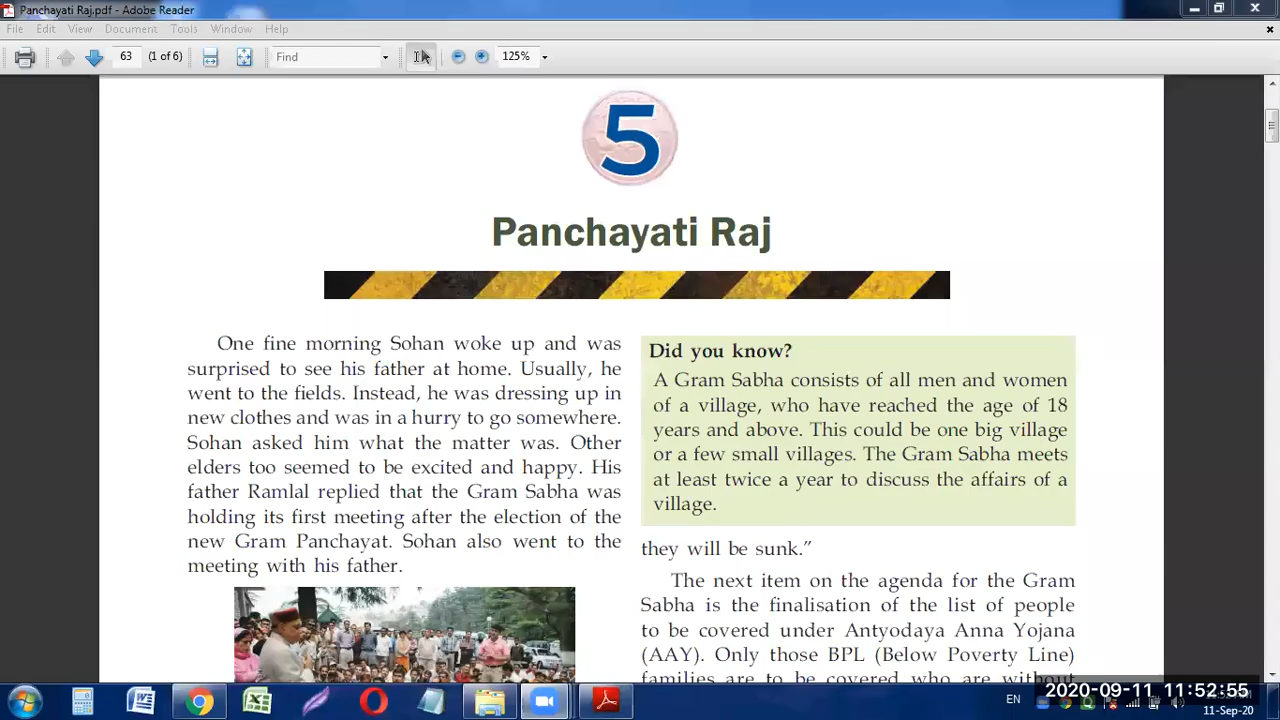 Panchayati Raj.pdf - Adobe Reader
File Edit View Document Tools Window Help
63 (1 of 6) Find 125%
5
Panchayati Raj
One fine morning Sohan woke up and was
surprised to see his father at home. Usually, he
went to the fields. Instead, he was dressing up in
new clothes and was in a hurry to go somewhere.
Sohan asked him what the matter was. Other
elders too seemed to be excited and happy. His
father Ramlal replied that the Gram Sabha was
holding its first meeting after the election of the
new Gram Panchayat. Sohan also went to the
meeting with his father.
Did you know?
A Gram Sabha consists of all men and women
of a village, who have reached the age of 18
years and above. This could be one big village
or a few small villages. The Gram Sabha meets
at least twice a year to discuss the affairs of a
village.
they will be sunk.”
The next item on the agenda for the Gram
Sabha is the finalisation of the list of people
to be covered under Antyodaya Anna Yojana
(AAY). Only those BPL (Below Poverty Line)
families are to be covered who are without
EN
2020-09-11 11:52:55
11-Sep-20